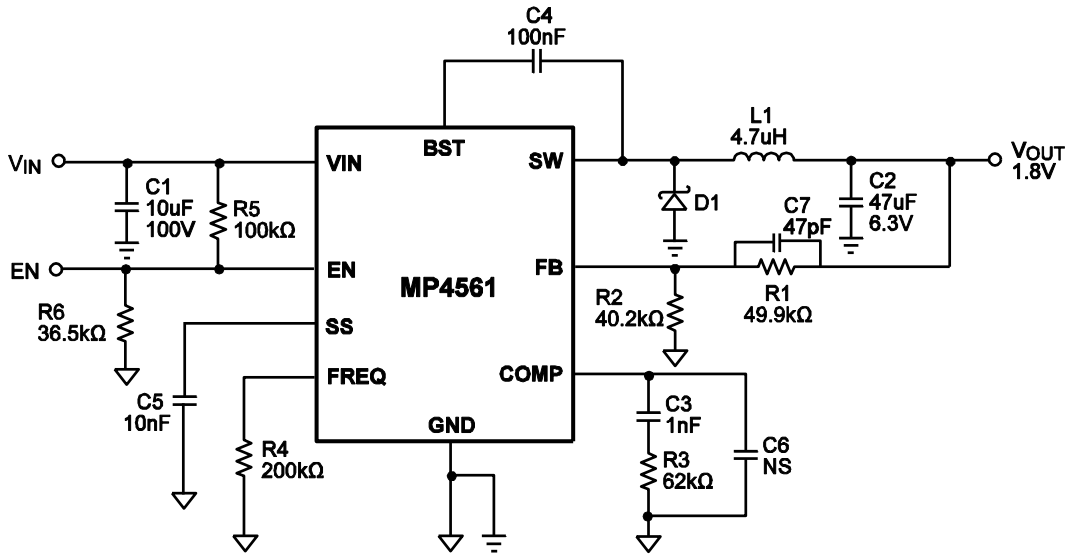 C4
100nF
L1
4.7uH
BST
VIN
VIN
SW
VOUT
1.8V
C1
10uF
100V
R5
100kΩ
D1
C2
47uF
6.3V
C7
47pF
EN
EN
MP4561
FB
R6
36.5kΩ
R2
40.2kΩ
R1
49.9kΩ
SS
FREQ
COMP
C5
10nF
GND
C3
1nF
R4
200kΩ
R3
62kΩ
C6
NS